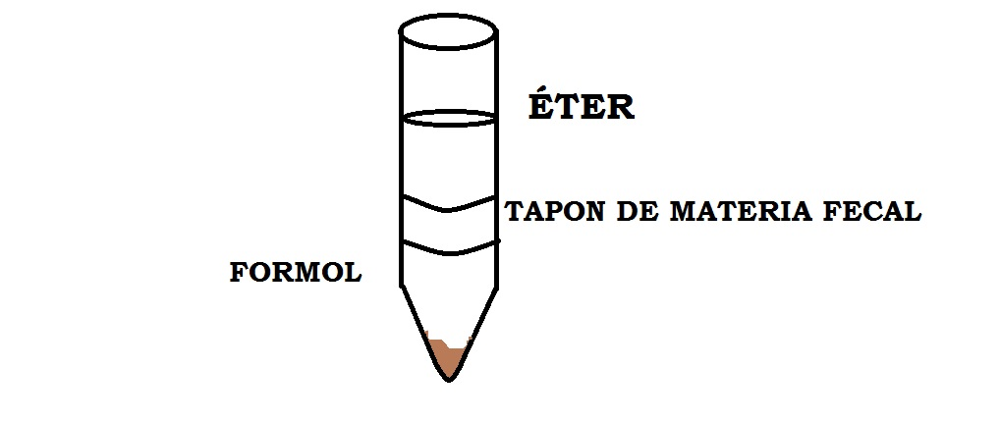 ÉTER
TAPON DE MATERIA FECAL
FORMOL